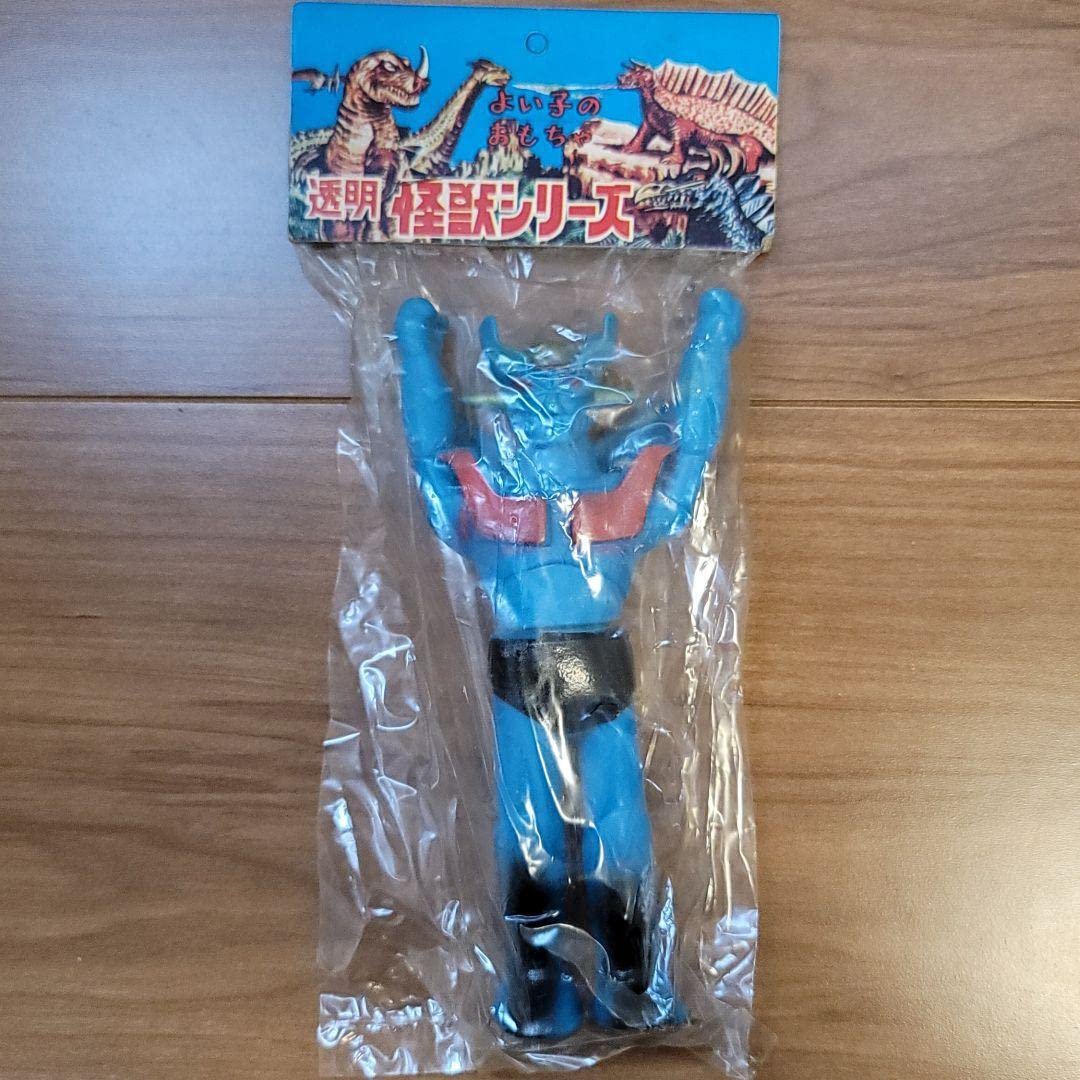 よい子の
おもちゃ
透明 怪獣シリーズ